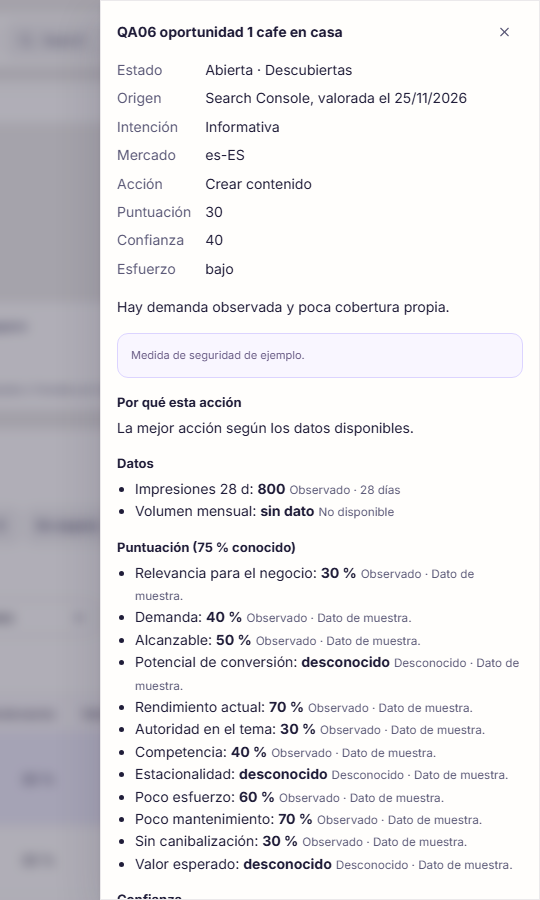 QA06 oportunidad 1 cafe en casa
Estado Abierta · Descubiertas
Origen Search Console, valorada el 25/11/2026
Intención Informativa
Mercado es-ES
Acción Crear contenido
Puntuación 30
Confianza 40
Esfuerzo bajo
Hay demanda observada y poca cobertura propia.
Medida de seguridad de ejemplo.
Por qué esta acción
La mejor acción según los datos disponibles.
Datos
• Impresiones 28 d: 800 Observado · 28 días
• Volumen mensual: sin dato No disponible
Puntuación (75 % conocido)
• Relevancia para el negocio: 30 % Observado · Dato de
muestra.
• Demanda: 40 % Observado · Dato de muestra.
• Alcanzable: 50 % Observado · Dato de muestra.
• Potencial de conversión: desconocido Desconocido · Dato de
muestra.
• Rendimiento actual: 70 % Observado · Dato de muestra.
• Autoridad en el tema: 30 % Observado · Dato de muestra.
• Competencia: 40 % Observado · Dato de muestra.
• Estacionalidad: desconocido Desconocido · Dato de muestra.
• Poco esfuerzo: 60 % Observado · Dato de muestra.
• Poco mantenimiento: 70 % Observado · Dato de muestra.
• Sin canibalización: 30 % Observado · Dato de muestra.
• Valor esperado: desconocido Desconocido · Dato de muestra.
Confianza